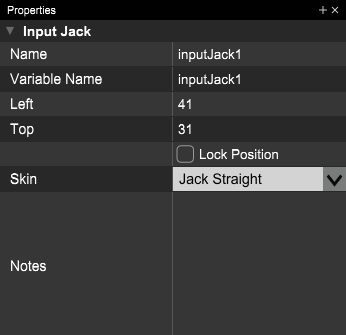 Properties
Input Jack
Name inputJack1
Variable Name inputJack1
Left 41
Top 31
Lock Position
Skin Jack Straight
Notes